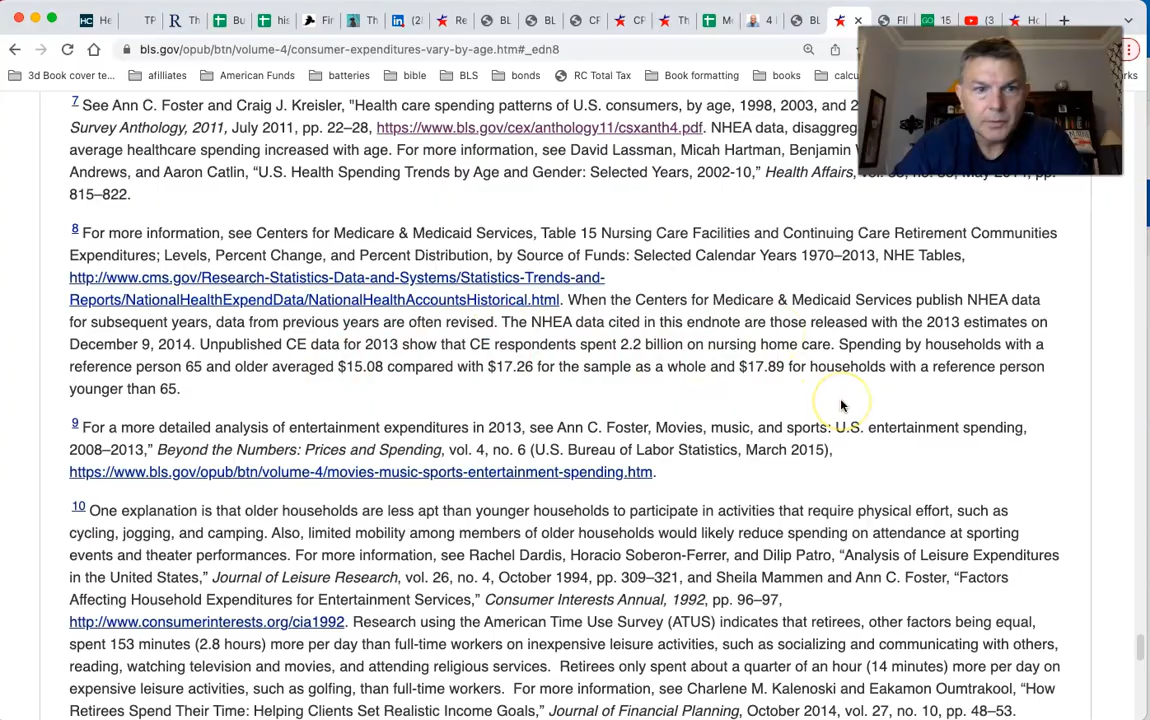 He TP Th Bu his Fir Th (2 Re BL BL CF CF Th M 4 BL FII 15 (3 Ho
bls.gov/opub/btn/volume-4/consumer-expenditures-vary-by-age.htm#_edn8
3d Book cover te... afilliates American Funds batteries bible BLS bonds RC Total Tax Book formatting books calcu rks
7 See Ann C. Foster and Craig J. Kreisler, "Health care spending patterns of U.S. consumers, by age, 1998, 2003, and 2
Survey Anthology, 2011, July 2011, pp. 22–28, https://www.bls.gov/cex/anthology11/csxanth4.pdf. NHEA data, disaggre
average healthcare spending increased with age. For more information, see David Lassman, Micah Hartman, Benjamin
Andrews, and Aaron Catlin, “U.S. Health Spending Trends by Age and Gender: Selected Years, 2002-10,” Health Affairs, pp.
815–822.
8 For more information, see Centers for Medicare & Medicaid Services, Table 15 Nursing Care Facilities and Continuing Care Retirement Communities
Expenditures; Levels, Percent Change, and Percent Distribution, by Source of Funds: Selected Calendar Years 1970–2013, NHE Tables,
http://www.cms.gov/Research-Statistics-Data-and-Systems/Statistics-Trends-and-
Reports/NationalHealthExpendData/NationalHealthAccountsHistorical.html. When the Centers for Medicare & Medicaid Services publish NHEA data
for subsequent years, data from previous years are often revised. The NHEA data cited in this endnote are those released with the 2013 estimates on
December 9, 2014. Unpublished CE data for 2013 show that CE respondents spent 2.2 billion on nursing home care. Spending by households with a
reference person 65 and older averaged $15.08 compared with $17.26 for the sample as a whole and $17.89 for households with a reference person
younger than 65.
9 For a more detailed analysis of entertainment expenditures in 2013, see Ann C. Foster, Movies, music, and sports: U.S. entertainment spending,
2008–2013,” Beyond the Numbers: Prices and Spending, vol. 4, no. 6 (U.S. Bureau of Labor Statistics, March 2015),
https://www.bls.gov/opub/btn/volume-4/movies-music-sports-entertainment-spending.htm.
10 One explanation is that older households are less apt than younger households to participate in activities that require physical effort, such as
cycling, jogging, and camping. Also, limited mobility among members of older households would likely reduce spending on attendance at sporting
events and theater performances. For more information, see Rachel Dardis, Horacio Soberon-Ferrer, and Dilip Patro, “Analysis of Leisure Expenditures
in the United States,” Journal of Leisure Research, vol. 26, no. 4, October 1994, pp. 309–321, and Sheila Mammen and Ann C. Foster, “Factors
Affecting Household Expenditures for Entertainment Services,” Consumer Interests Annual, 1992, pp. 96–97,
http://www.consumerinterests.org/cia1992. Research using the American Time Use Survey (ATUS) indicates that retirees, other factors being equal,
spent 153 minutes (2.8 hours) more per day than full-time workers on inexpensive leisure activities, such as socializing and communicating with others,
reading, watching television and movies, and attending religious services. Retirees only spent about a quarter of an hour (14 minutes) more per day on
expensive leisure activities, such as golfing, than full-time workers. For more information, see Charlene M. Kalenoski and Eakamon Oumtrakool, “How
Retirees Spend Their Time: Helping Clients Set Realistic Income Goals,” Journal of Financial Planning, October 2014, vol. 27, no. 10, pp. 48–53.